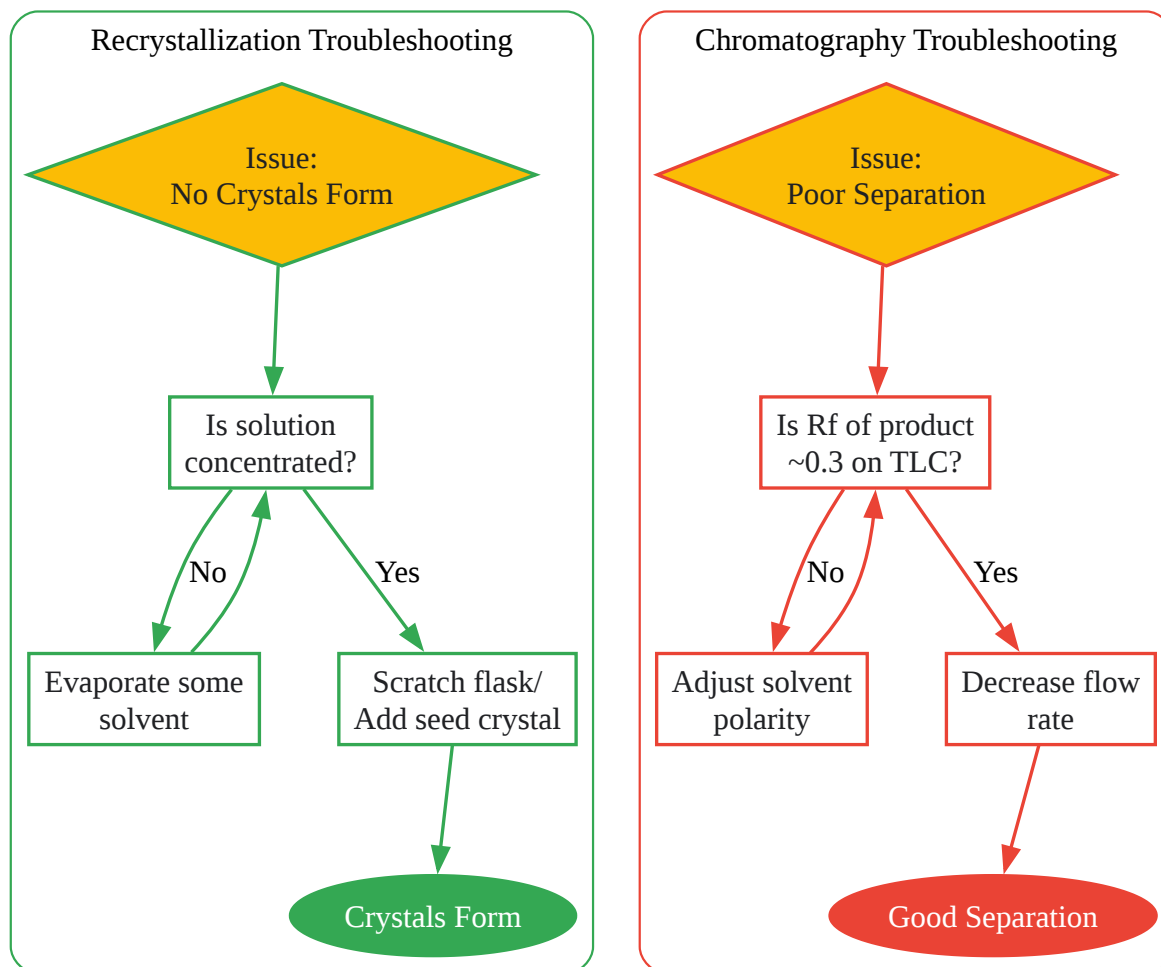 Recrystallization Troubleshooting
Issue:
No Crystals Form
Is solution
concentrated?
No
Yes
Evaporate some
solvent
Scratch flask/
Add seed crystal
Crystals Form
Chromatography Troubleshooting
Issue:
Poor Separation
Is Rf of product
~0.3 on TLC?
No
Yes
Adjust solvent
polarity
Decrease flow
rate
Good Separation